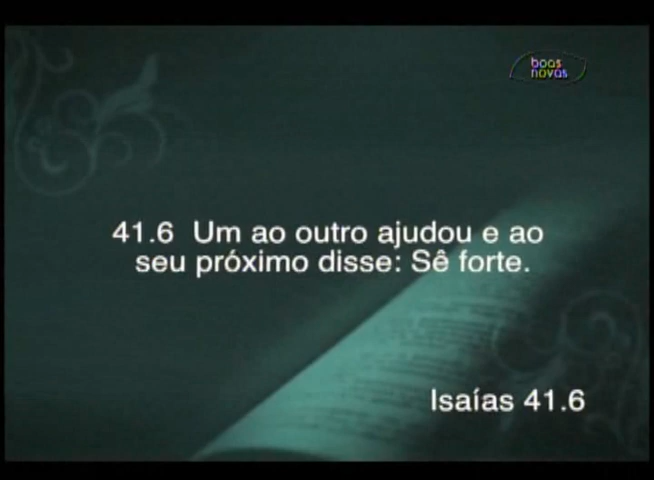 boas
novas
41.6 Um ao outro ajudou e ao
seu próximo disse: Sê forte.
Isaías 41.6